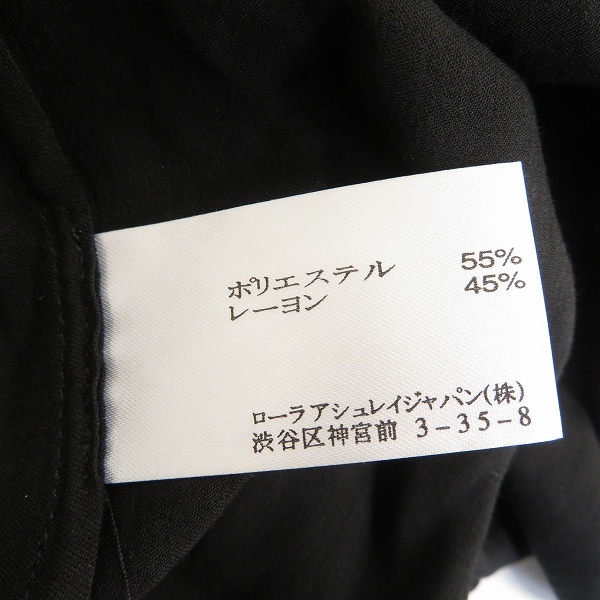 ポリエステル 55%
レーヨン 45%
ローラアシュレイジャパン(株)
渋谷区神宮前 3-35-8